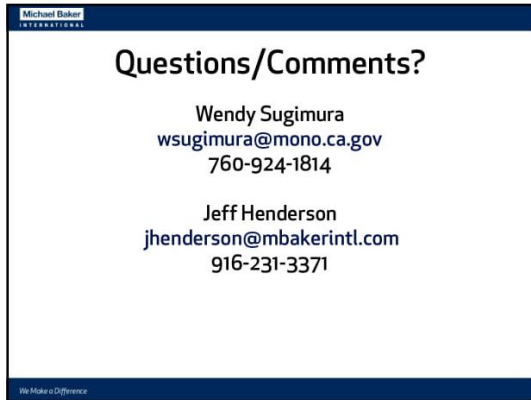 Michael Baker
INTERNATIONAL
Questions/Comments?
Wendy Sugimura
wsugimura@mono.ca.gov
760-924-1814
Jeff Henderson
jhenderson@mbakerintl.com
916-231-3371
We Make a Difference